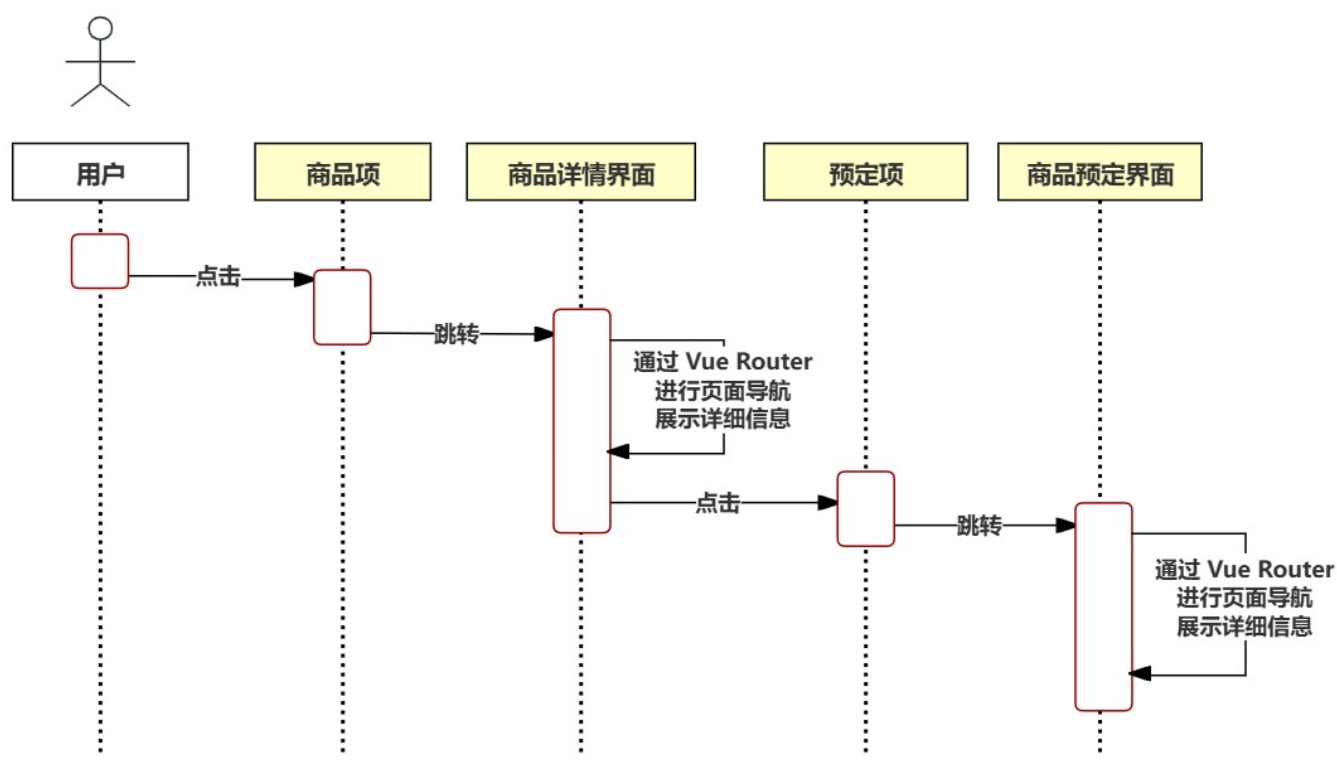 用户
商品项
商品详情界面
预定项
商品预定界面
点击
跳转
通过 Vue Router
进行页面导航
展示详细信息
点击
跳转
通过 Vue Router
进行页面导航
展示详细信息